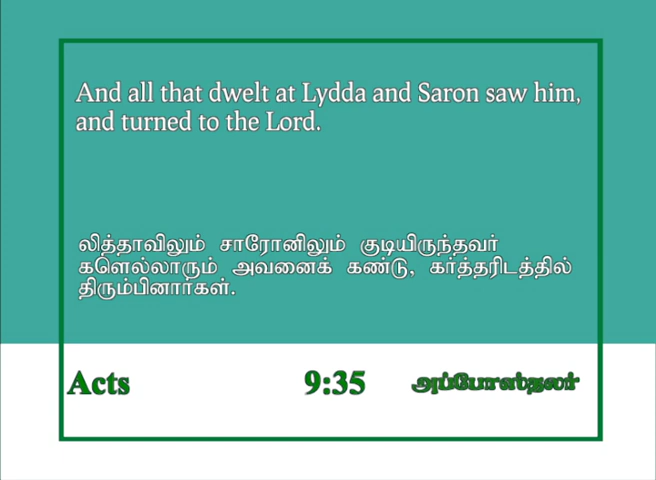 And all that dwelt at Lydda and Saron saw him,
and turned to the Lord.
லித்தாவிலும் சாரோனிலும் குடியிருந்தவர்
களெல்லாரும் அவனைக் கண்டு, கர்த்தரிடத்தில்
திரும்பினார்கள்.
Acts 9:35 அப்போஸ்தலர்